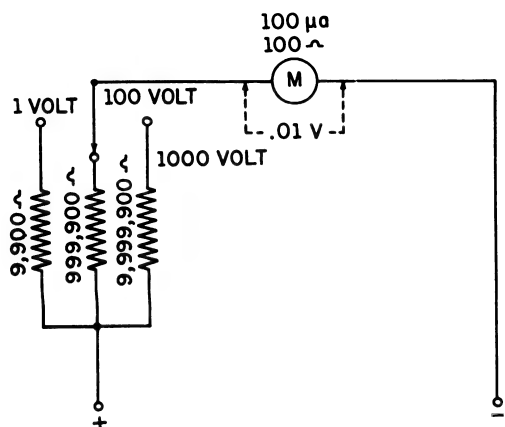 100 μa
100 ∿
M
1 VOLT
100 VOLT
.01 V
1000 VOLT
9,900 ∿
999,900 ∿
9,999,900 ∿
+
−